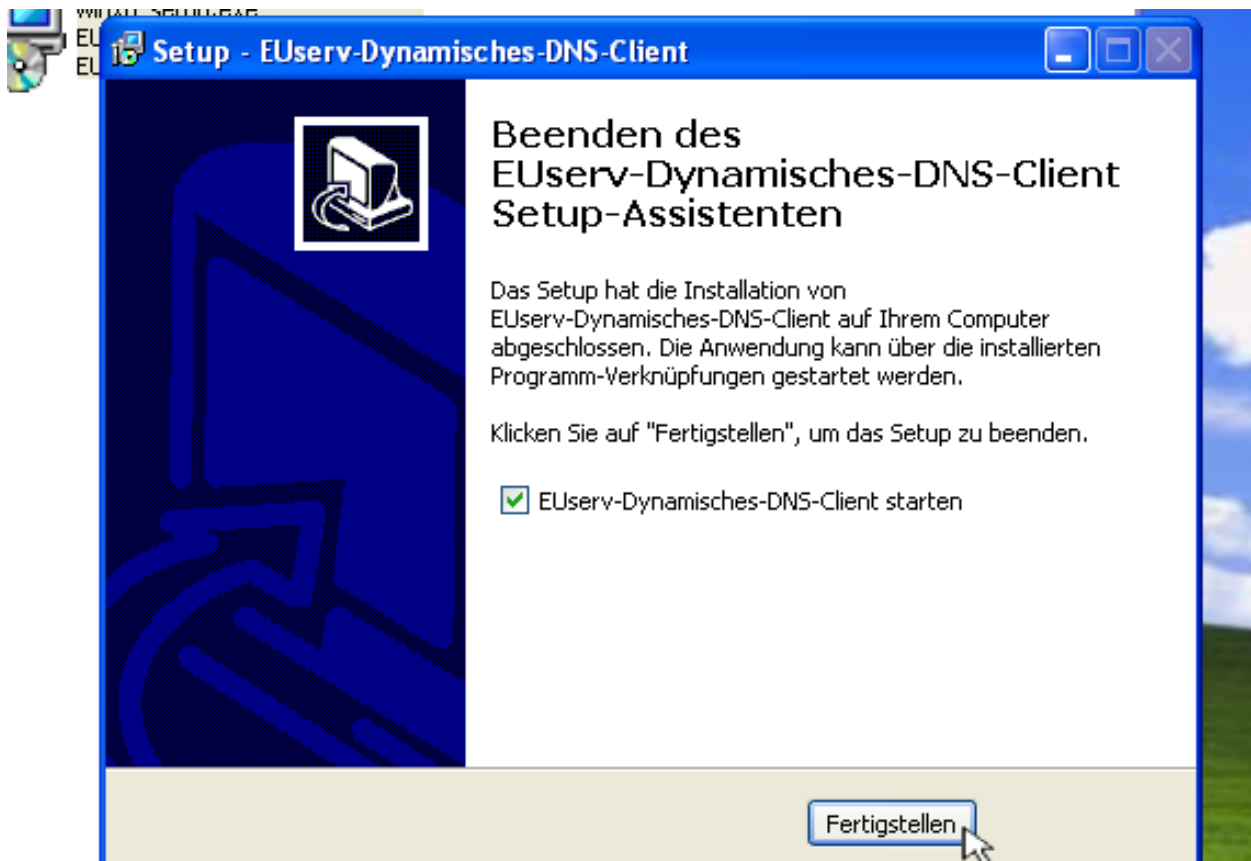 EU
EU
Setup - EUserv-Dynamisches-DNS-Client
Beenden des
EUserv-Dynamisches-DNS-Client
Setup-Assistenten
Das Setup hat die Installation von
EUserv-Dynamisches-DNS-Client auf Ihrem Computer
abgeschlossen. Die Anwendung kann über die installierten
Programm-Verknüpfungen gestartet werden.
Klicken Sie auf "Fertigstellen", um das Setup zu beenden.
EUserv-Dynamisches-DNS-Client starten
Fertigstellen